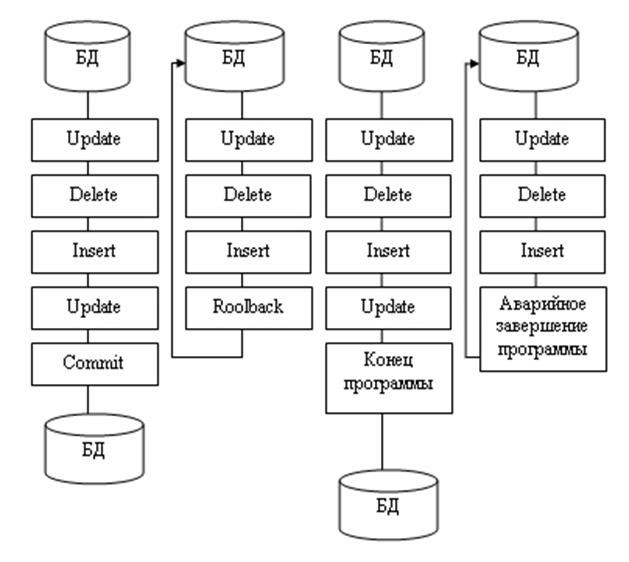 БД
Update
Delete
Insert
Update
Commit
БД
БД
Update
Delete
Insert
Roolback
БД
Update
Delete
Insert
Update
Конец
программы
БД
БД
Update
Delete
Insert
Аварийное
завершение
программы